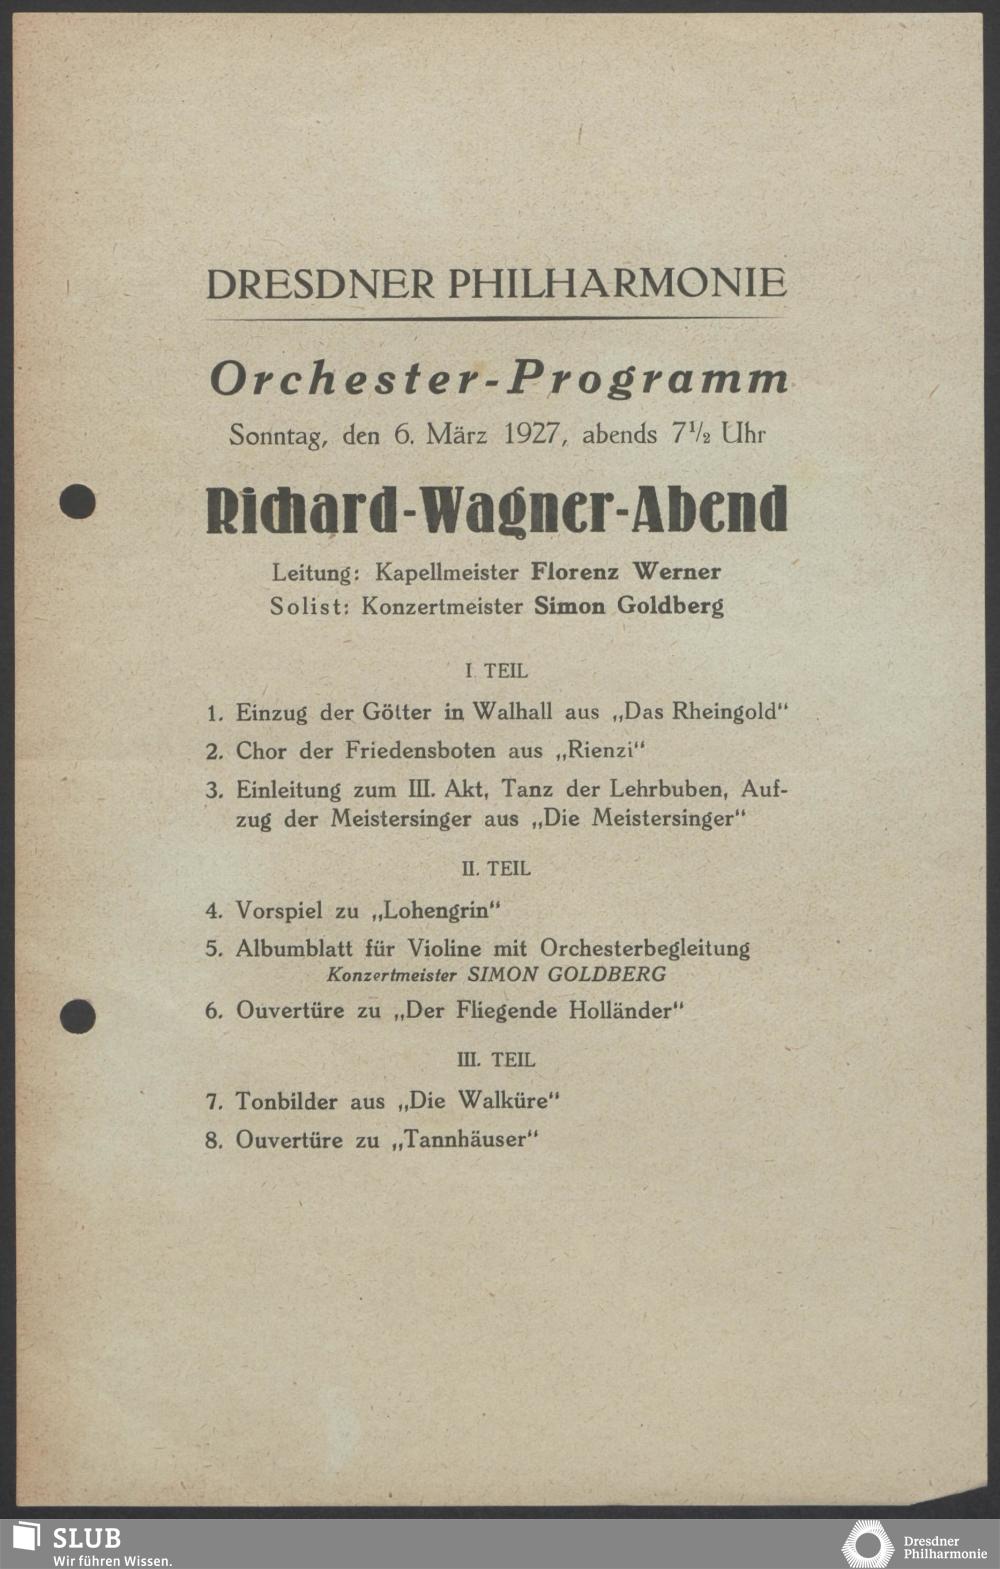 DRESDNER PHILHARMONIE
Orchester-Programm
Sonntag, den 6. März 1927, abends 7½ Uhr
Richard-Wagner-Abend
Leitung: Kapellmeister Florenz Werner
Solist: Konzertmeister Simon Goldberg
I TEIL
1. Einzug der Götter in Walhall aus „Das Rheingold“
2. Chor der Friedensboten aus „Rienzi“
3. Einleitung zum III. Akt, Tanz der Lehrbuben, Auf-
zug der Meistersinger aus „Die Meistersinger“
II. TEIL
4. Vorspiel zu „Lohengrin“
5. Albumblatt für Violine mit Orchesterbegleitung
Konzertmeister SIMON GOLDBERG
6. Ouvertüre zu „Der Fliegende Holländer“
III. TEIL
7. Tonbilder aus „Die Walküre“
8. Ouvertüre zu „Tannhäuser“
SLUB
Wir führen Wissen.
Dresdner
Philharmonie